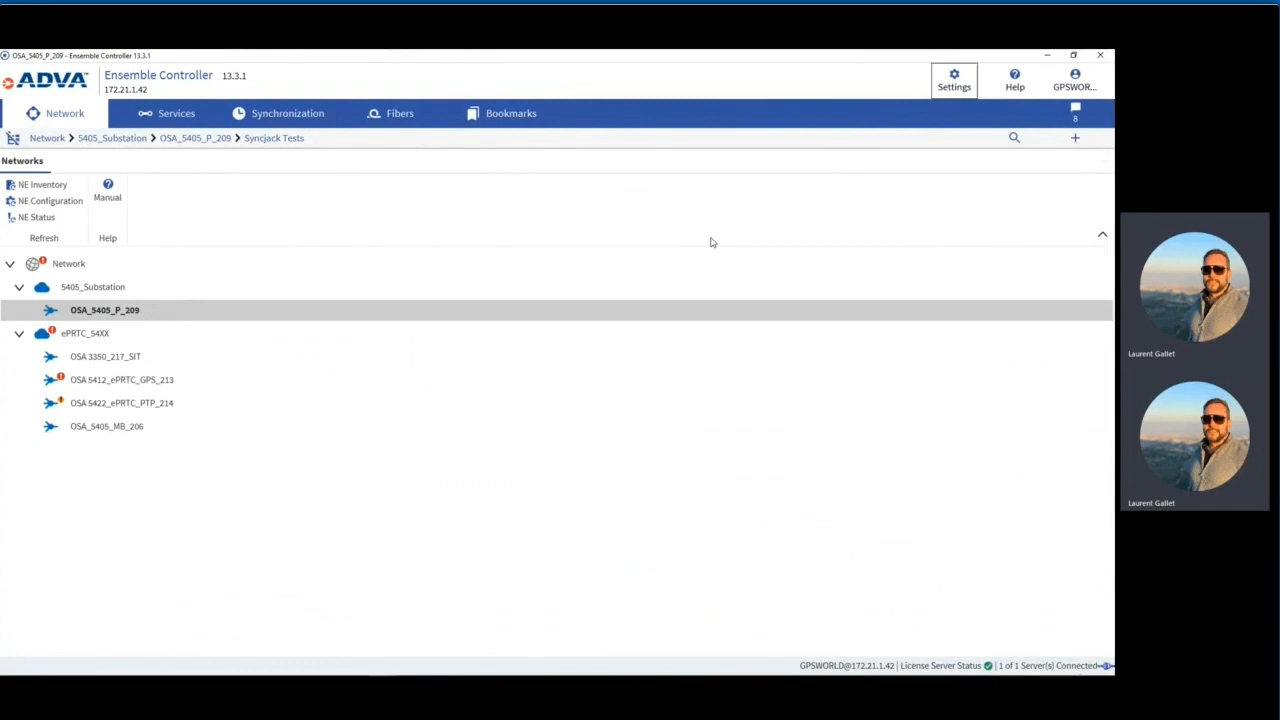 OSA_5405_P_209 - Ensemble Controller 13.3.1
ADVA
Ensemble Controller 13.3.1
172.21.1.42
Settings
Help
GPSWOR...
Network
Services
Synchronization
Fibers
Bookmarks
8
Network
5405_Substation
OSA_5405_P_209
Syncjack Tests
Networks
NE Inventory
NE Configuration
NE Status
Refresh
Manual
Help
Network
5405_Substation
OSA_5405_P_209
ePRTC_54XX
OSA 3350_217_SIT
OSA 5412_ePRTC_GPS_213
OSA 5422_ePRTC_PTP_214
OSA_5405_MB_206
Laurent Gallet
Laurent Gallet
GPSWORLD@172.21.1.42 | License Server Status | 1 of 1 Server(s) Connected